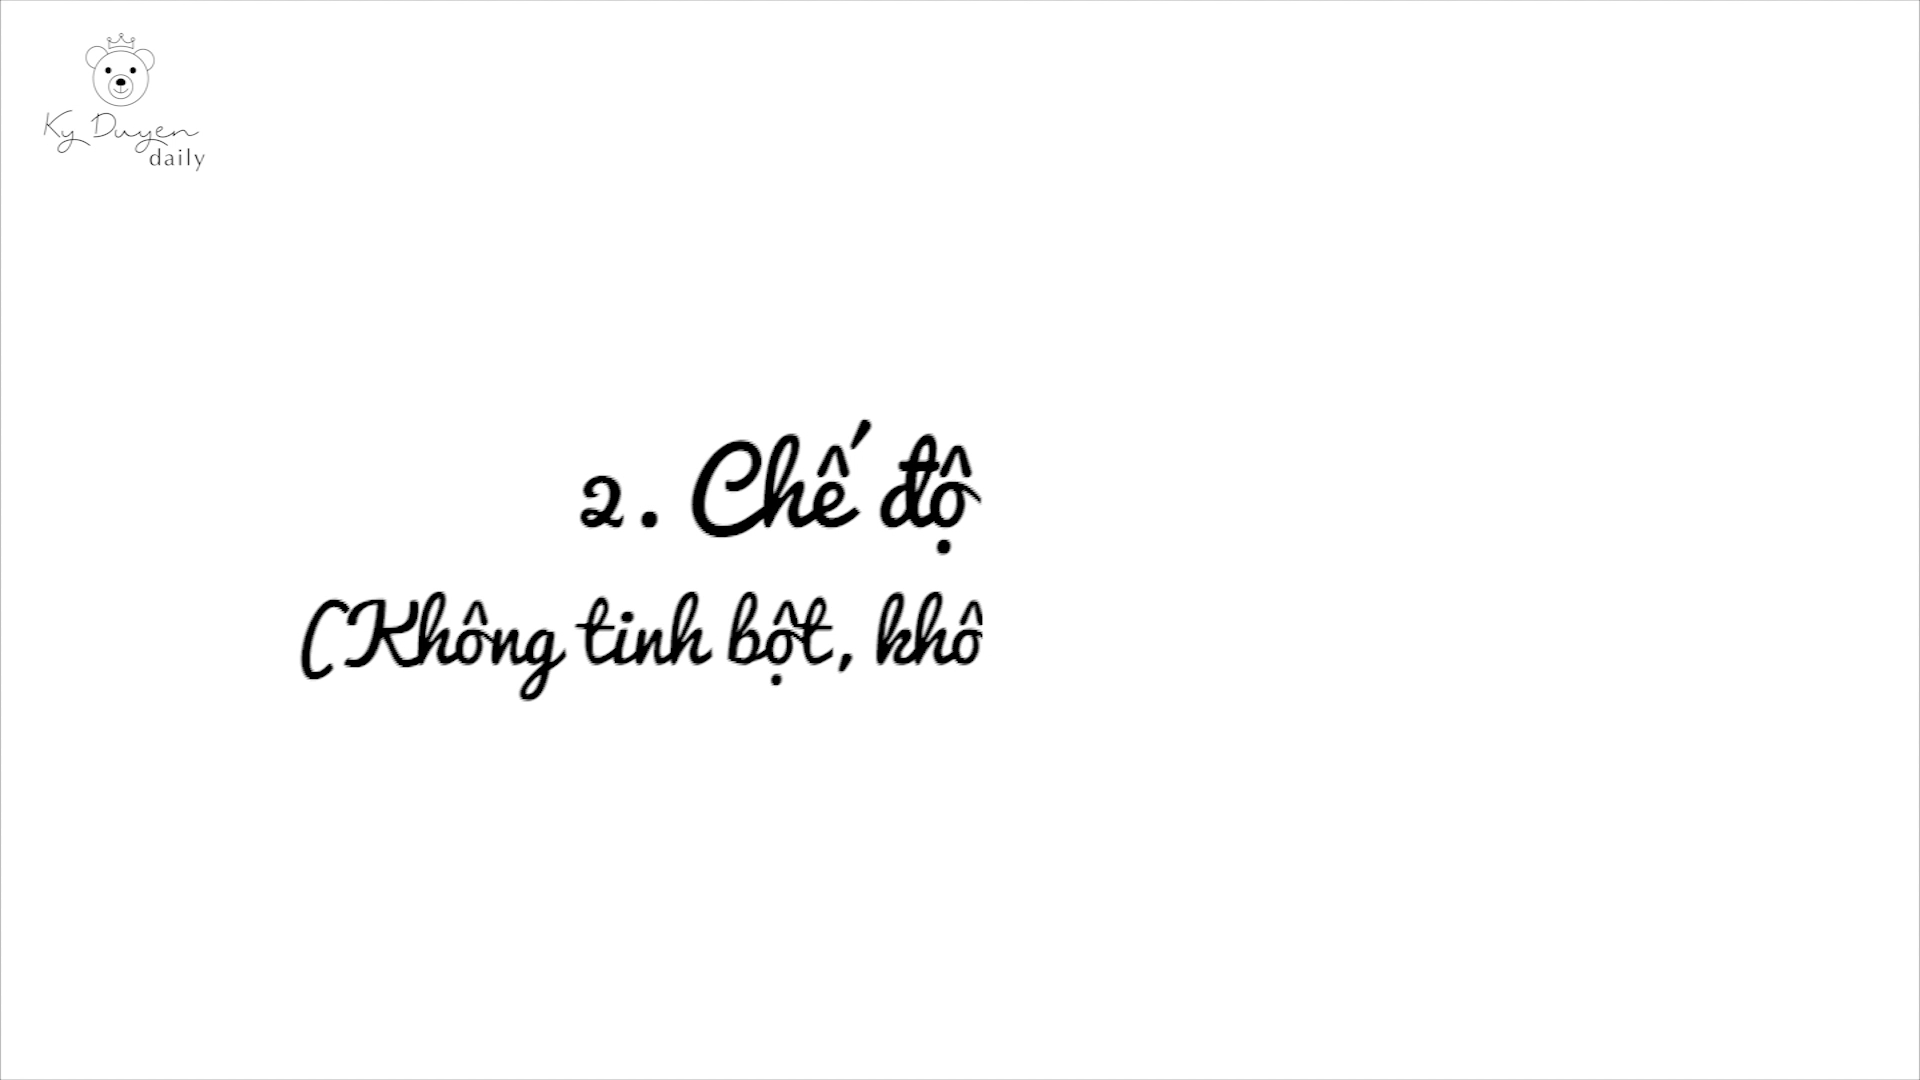 Ky Duyen
daily
2. Chế độ
(Không tinh bột, khô